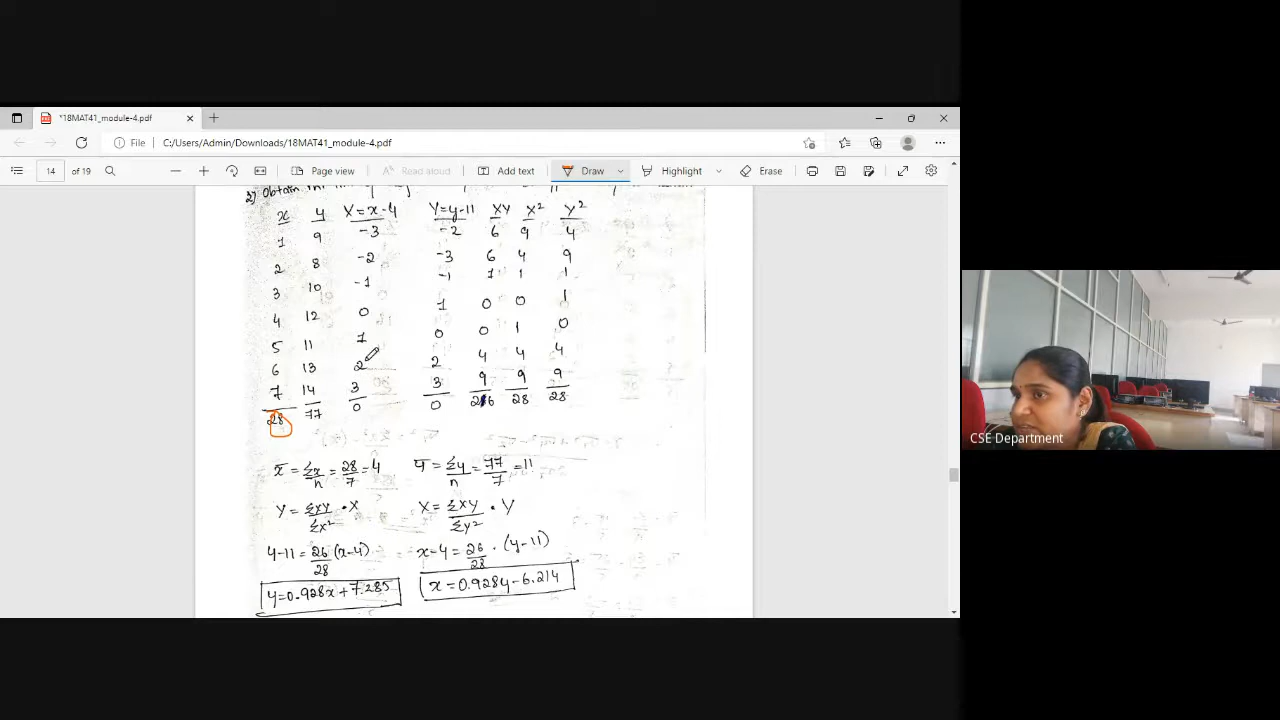 *18MAT41_module-4.pdf
File C:/Users/Admin/Downloads/18MAT41_module-4.pdf
14 of 19 Page view Read aloud Add text Draw Highlight Erase
2) Obtain
x y X=x-4 Y=y-11 XY X² Y²
1 9 -3 -2 6 9 4
2 8 -2 -3 6 4 9
3 10 -1 -1 1 1 1
4 12 0 1 0 0 1
5 11 1 0 0 1 0
6 13 2 2 4 4 4
7 14 3 3 9 9 9
28 77 0 0 26 28 28
x̄ = Σx/n = 28/7 = 4 ȳ = Σy/n = 77/7 = 11
Y = ΣXY/ΣX² · X X = ΣXY/ΣY² · Y
y-11 = 26/28 (x-4) x-4 = 26/28 · (y-11)
y=0.928x+7.285 x=0.928y-6.214
CSE Department